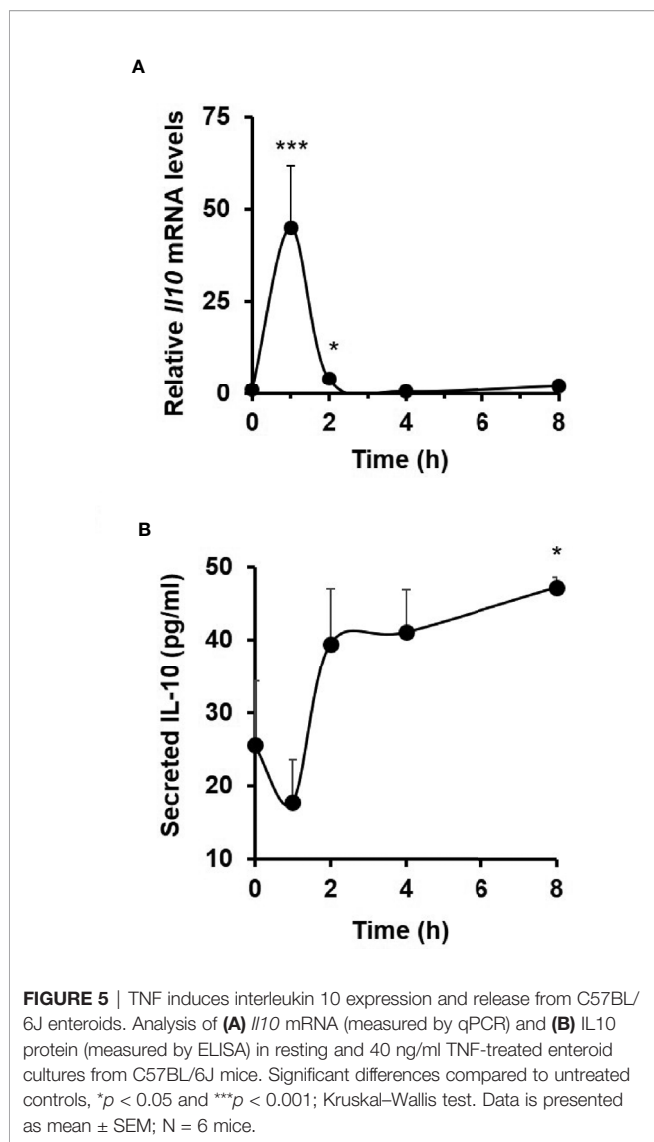 A
Relative Il10 mRNA levels
75
50
25
0
***
*
0 2 4 6 8
Time (h)
B
Secreted IL-10 (pg/ml)
50
40
30
20
10
*
0 2 4 6 8
Time (h)
FIGURE 5 | TNF induces interleukin 10 expression and release from C57BL/
6J enteroids. Analysis of (A) Il10 mRNA (measured by qPCR) and (B) IL10
protein (measured by ELISA) in resting and 40 ng/ml TNF-treated enteroid
cultures from C57BL/6J mice. Significant differences compared to untreated
controls, *p < 0.05 and ***p < 0.001; Kruskal–Wallis test. Data is presented
as mean ± SEM; N = 6 mice.